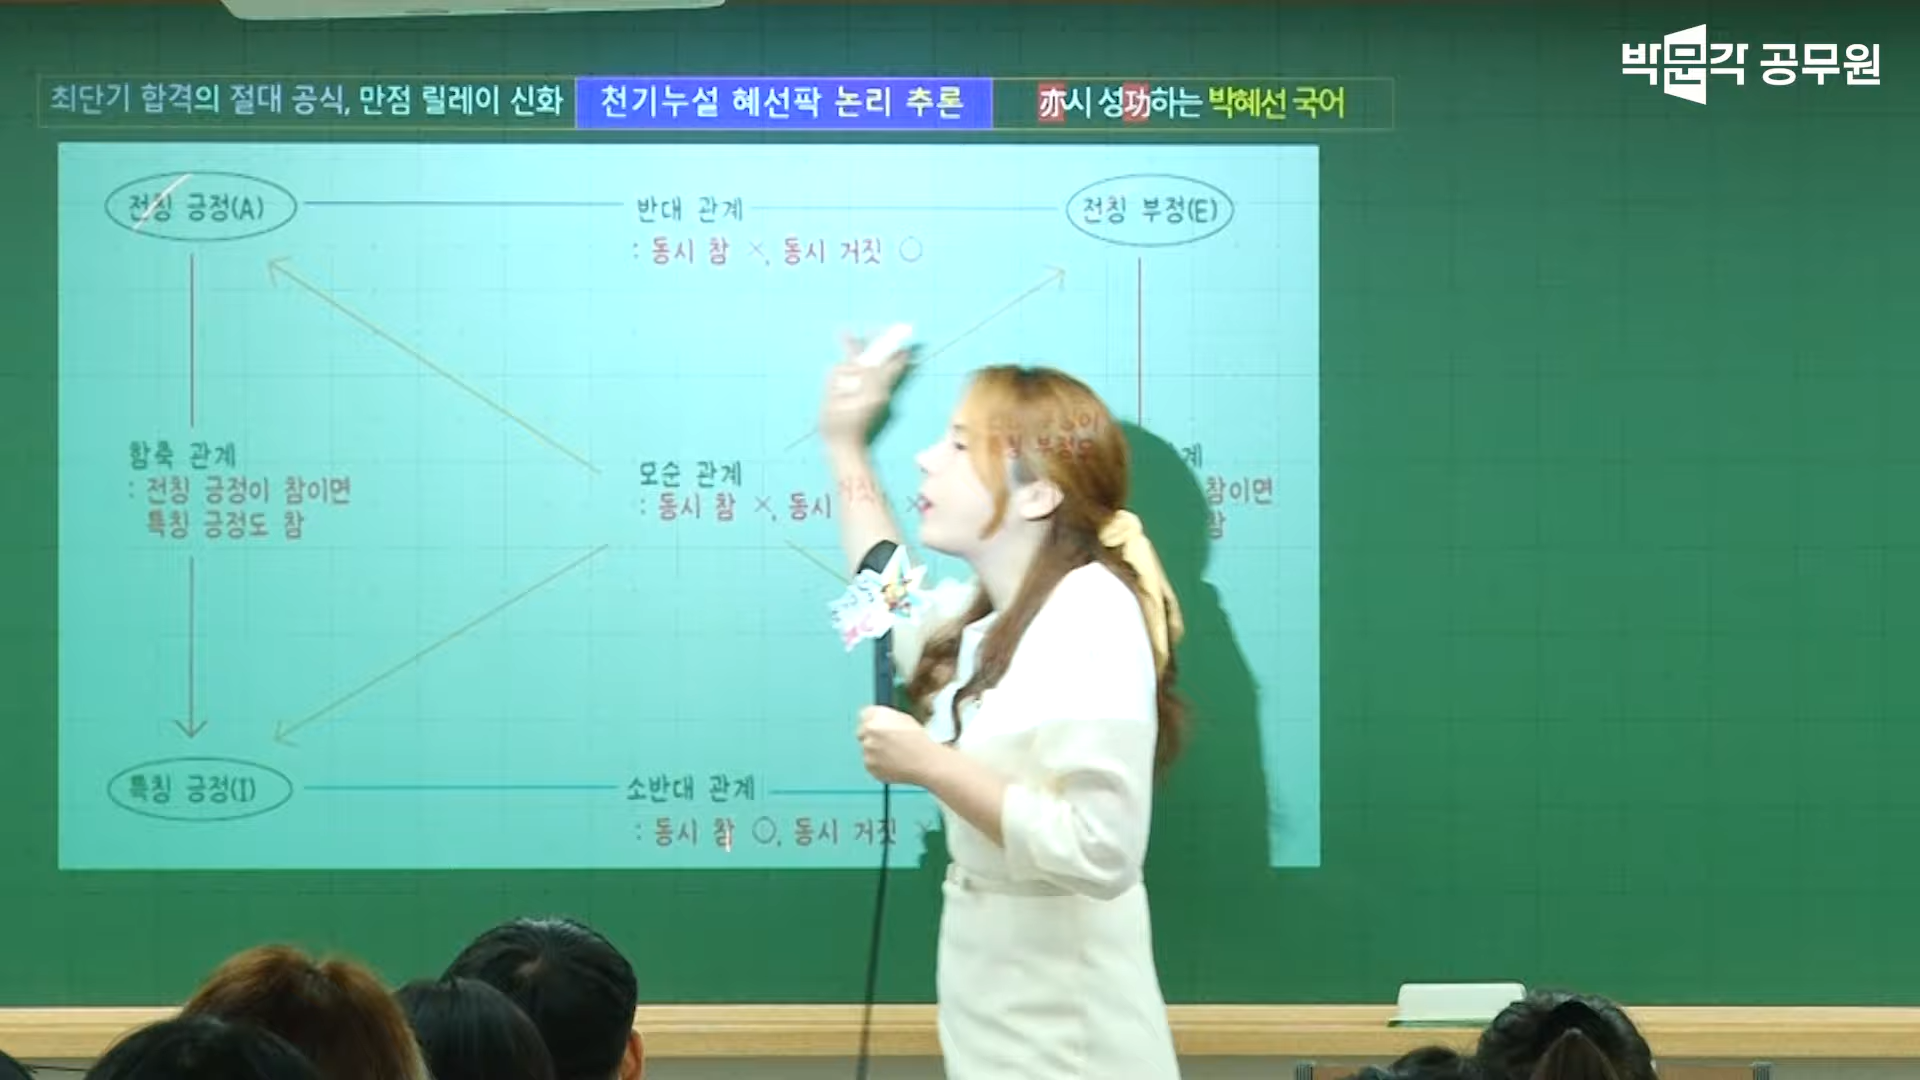 박문각 공무원
최단기 합격의 절대 공식, 만점 릴레이 신화 천기누설 혜선팍 논리 추론 亦시 성功하는 박혜선 국어
전칭 긍정(A) 반대 관계 전칭 부정(E)
: 동시 참 ×, 동시 거짓 ○
함축 관계
: 전칭 긍정이 참이면
특칭 긍정도 참
모순 관계
: 동시 참 ×, 동시 거짓 ×
계
참이면
참
특칭 긍정(I) 소반대 관계
: 동시 참 ○, 동시 거짓 ×